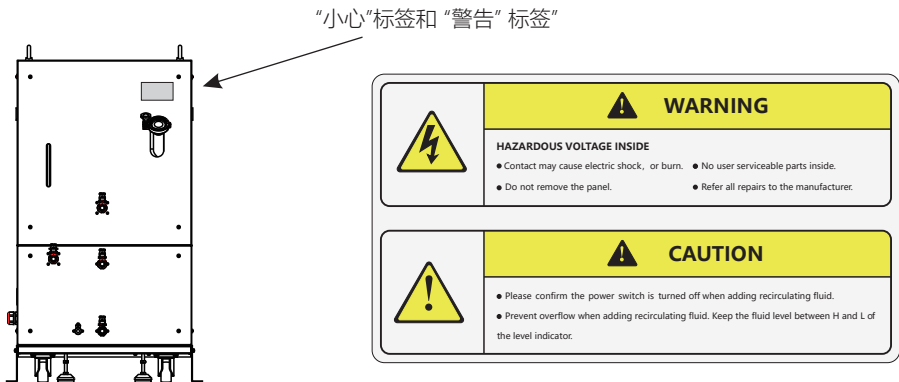 “小心”标签和 “警告” 标签”
WARNING
HAZARDOUS VOLTAGE INSIDE
● Contact may cause electric shock, or burn. ● No user serviceable parts inside.
● Do not remove the panel. ● Refer all repairs to the manufacturer.
CAUTION
● Please confirm the power switch is turned off when adding recirculating fluid.
● Prevent overflow when adding recirculating fluid. Keep the fluid level between H and L of
the level indicator.